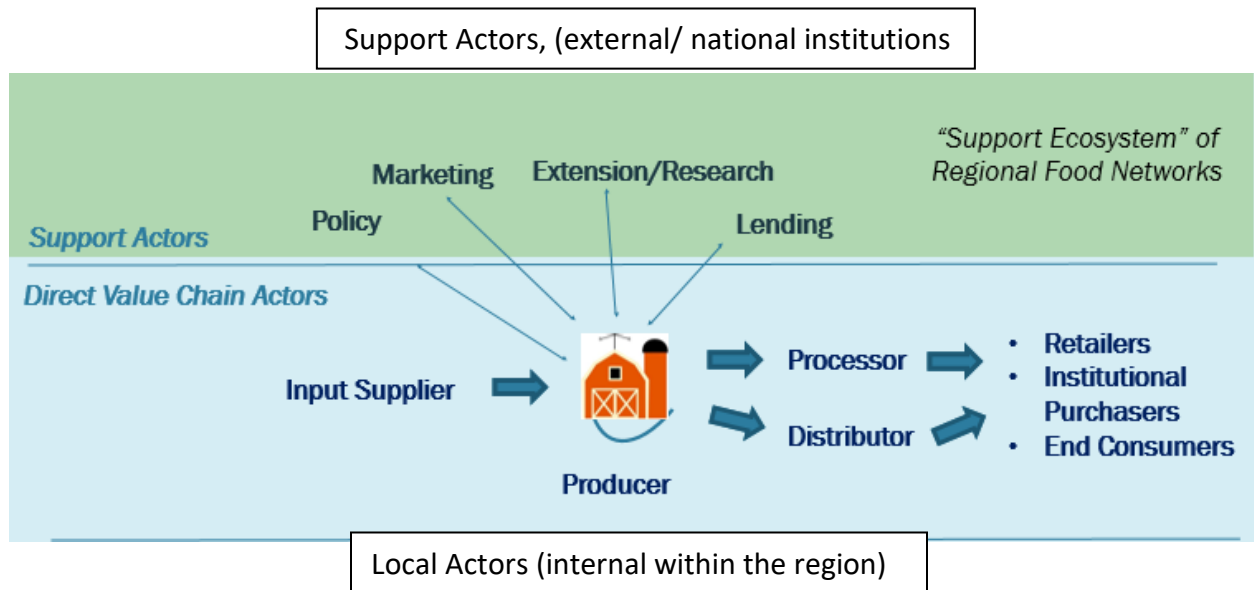 Support Actors, (external/ national institutions
“Support Ecosystem” of
Regional Food Networks
Marketing
Extension/Research
Policy
Lending
Support Actors
Direct Value Chain Actors
Input Supplier
Producer
Processor
Distributor
• Retailers
• Institutional
Purchasers
• End Consumers
Local Actors (internal within the region)